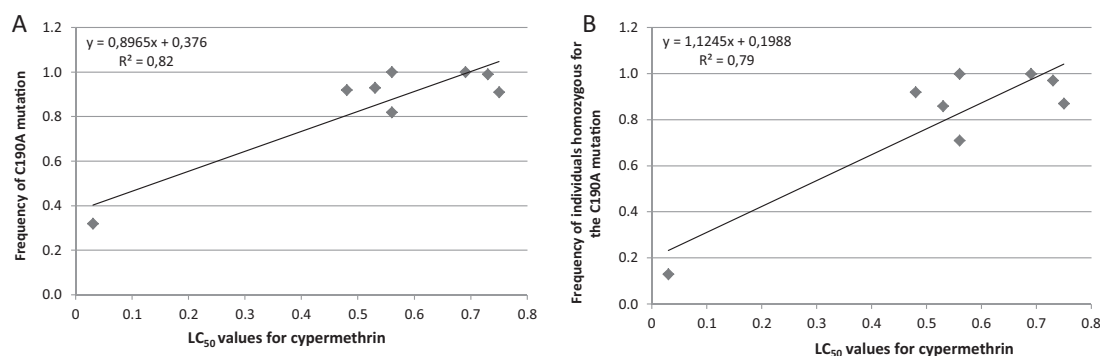 A
y = 0,8965x + 0,376
R² = 0,82
Frequency of C190A mutation
1.2
1.0
0.8
0.6
0.4
0.2
0.0
0 0.1 0.2 0.3 0.4 0.5 0.6 0.7 0.8
LC₅₀ values for cypermethrin
B
y = 1,1245x + 0,1988
R² = 0,79
Frequency of individuals homozygous for
the C190A mutation
1.2
1.0
0.8
0.6
0.4
0.2
0.0
0 0.1 0.2 0.3 0.4 0.5 0.6 0.7 0.8
LC₅₀ values for cypermethrin